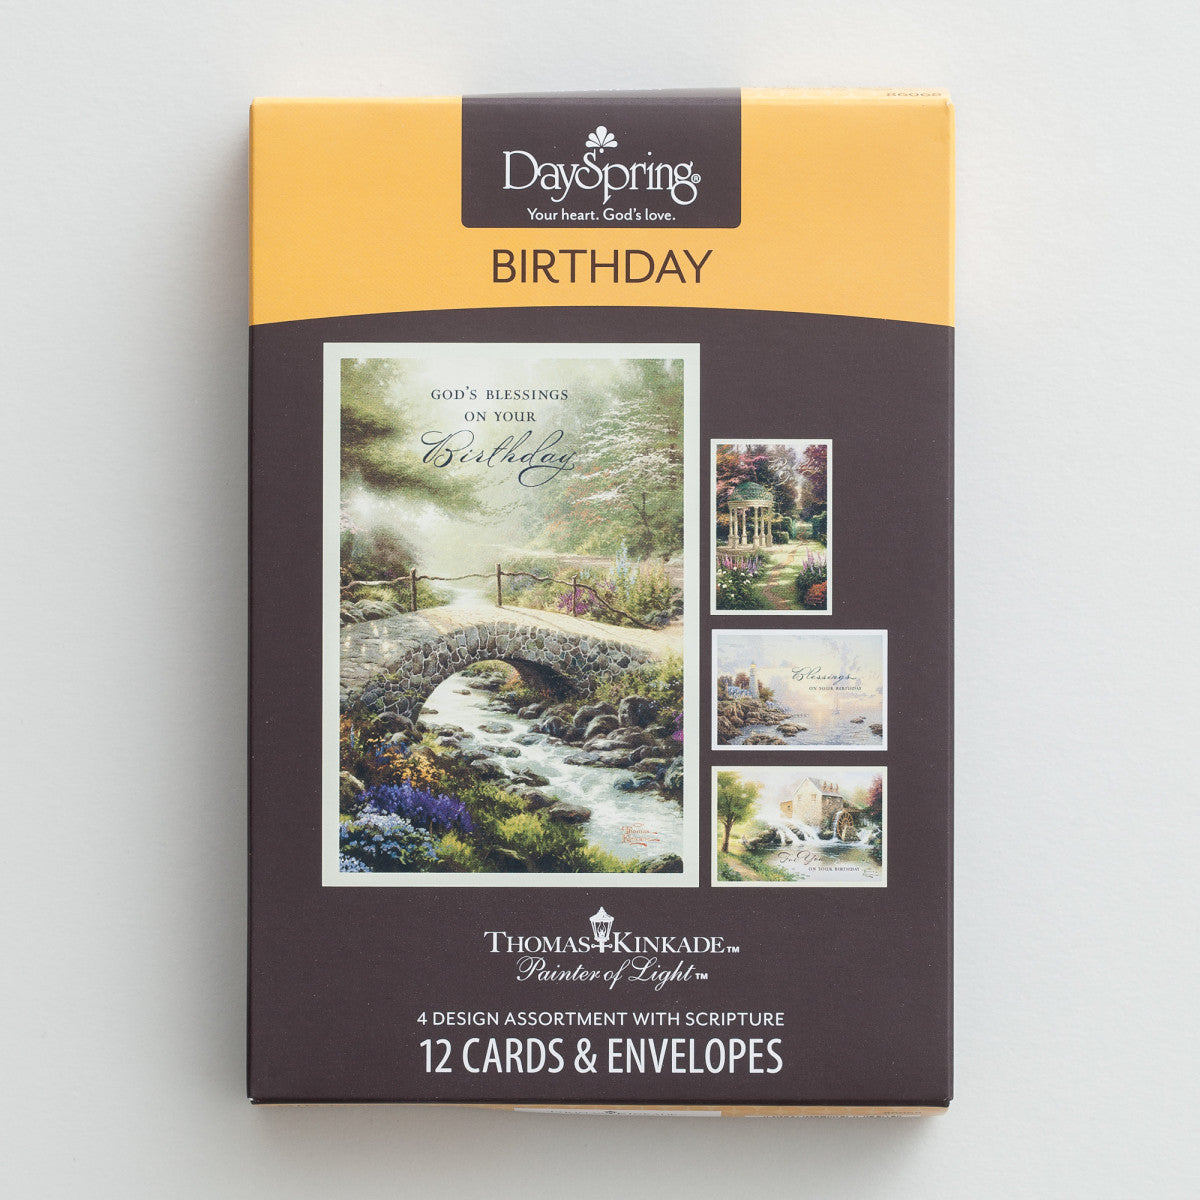 DaySpring®
Your heart. God's love.
BIRTHDAY
GOD'S BLESSINGS
ON YOUR
Birthday
Blessings
ON YOUR BIRTHDAY
For You
ON YOUR BIRTHDAY
Thomas
THOMAS KINKADE™
Painter of Light™
4 DESIGN ASSORTMENT WITH SCRIPTURE
12 CARDS & ENVELOPES